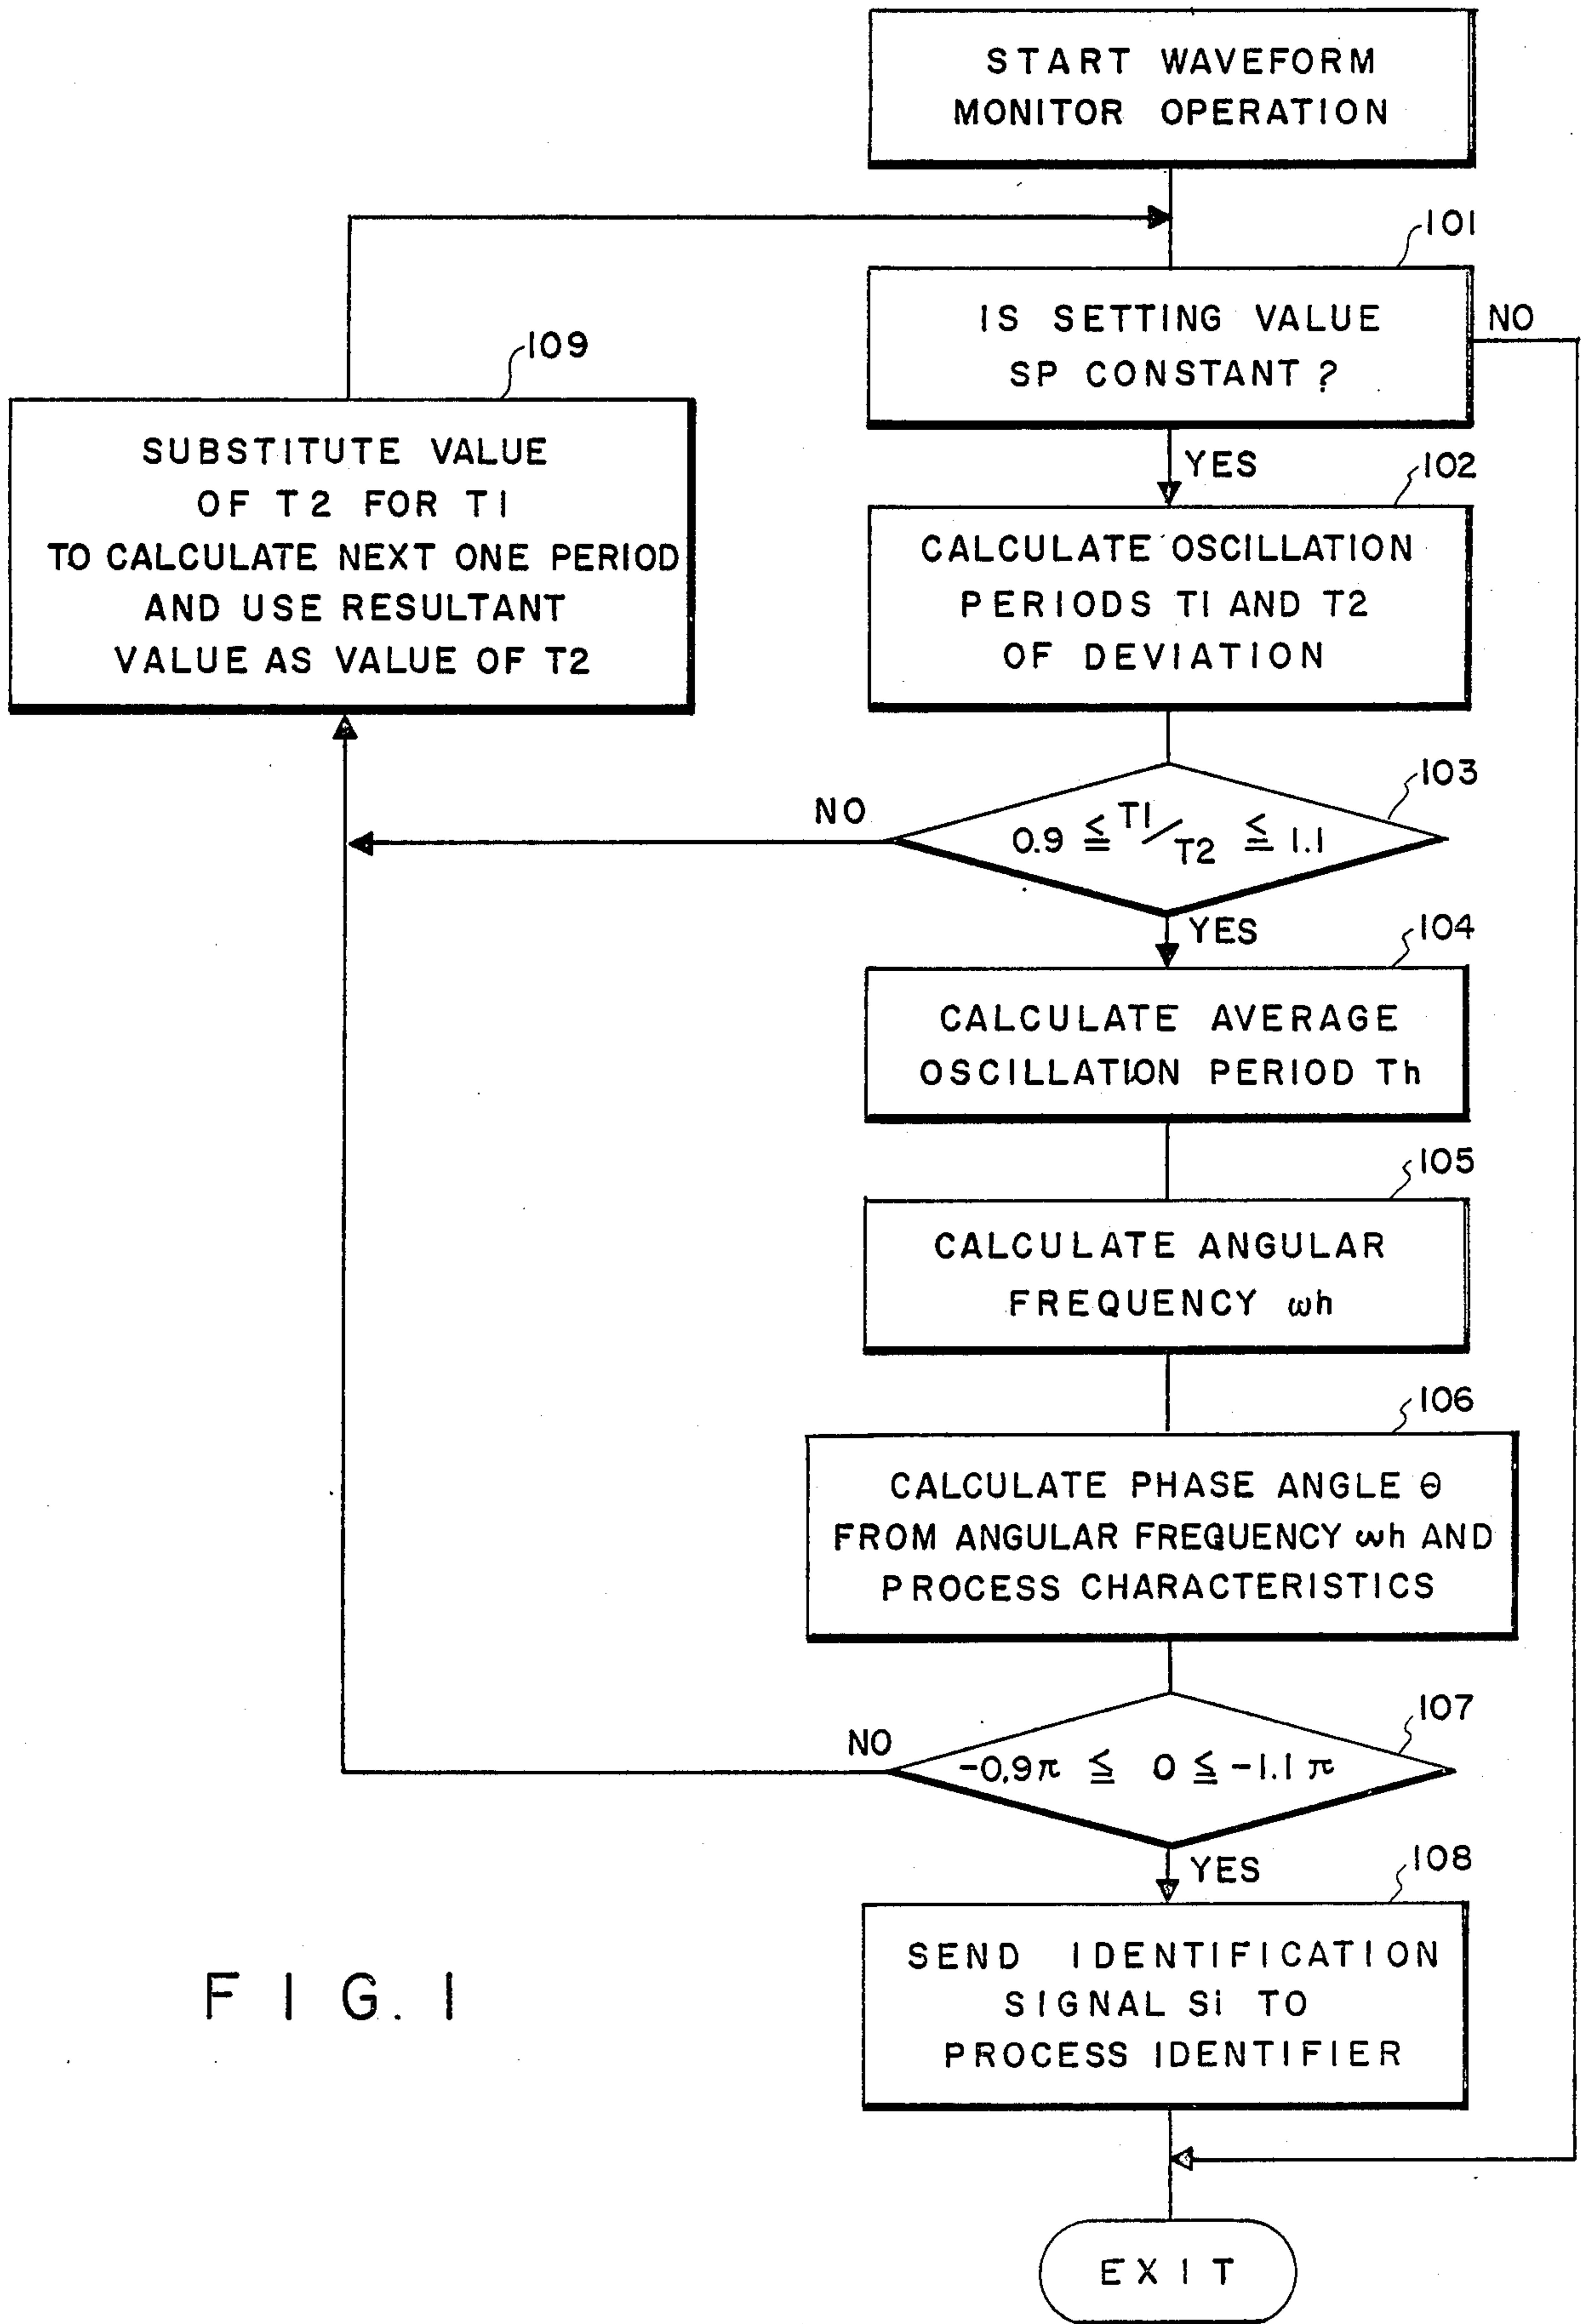 START WAVEFORM
MONITOR OPERATION
101
IS SETTING VALUE
SP CONSTANT ?
NO
YES
109
SUBSTITUTE VALUE
OF T2 FOR T1
TO CALCULATE NEXT ONE PERIOD
AND USE RESULTANT
VALUE AS VALUE OF T2
102
CALCULATE OSCILLATION
PERIODS T1 AND T2
OF DEVIATION
103
NO
0.9 ≦ T1/T2 ≦ 1.1
YES
104
CALCULATE AVERAGE
OSCILLATION PERIOD Th
105
CALCULATE ANGULAR
FREQUENCY ωh
106
CALCULATE PHASE ANGLE θ
FROM ANGULAR FREQUENCY ωh AND
PROCESS CHARACTERISTICS
107
NO
-0.9π ≦ 0 ≦ -1.1 π
YES
108
SEND IDENTIFICATION
SIGNAL Si TO
PROCESS IDENTIFIER
EXIT
FIG. 1